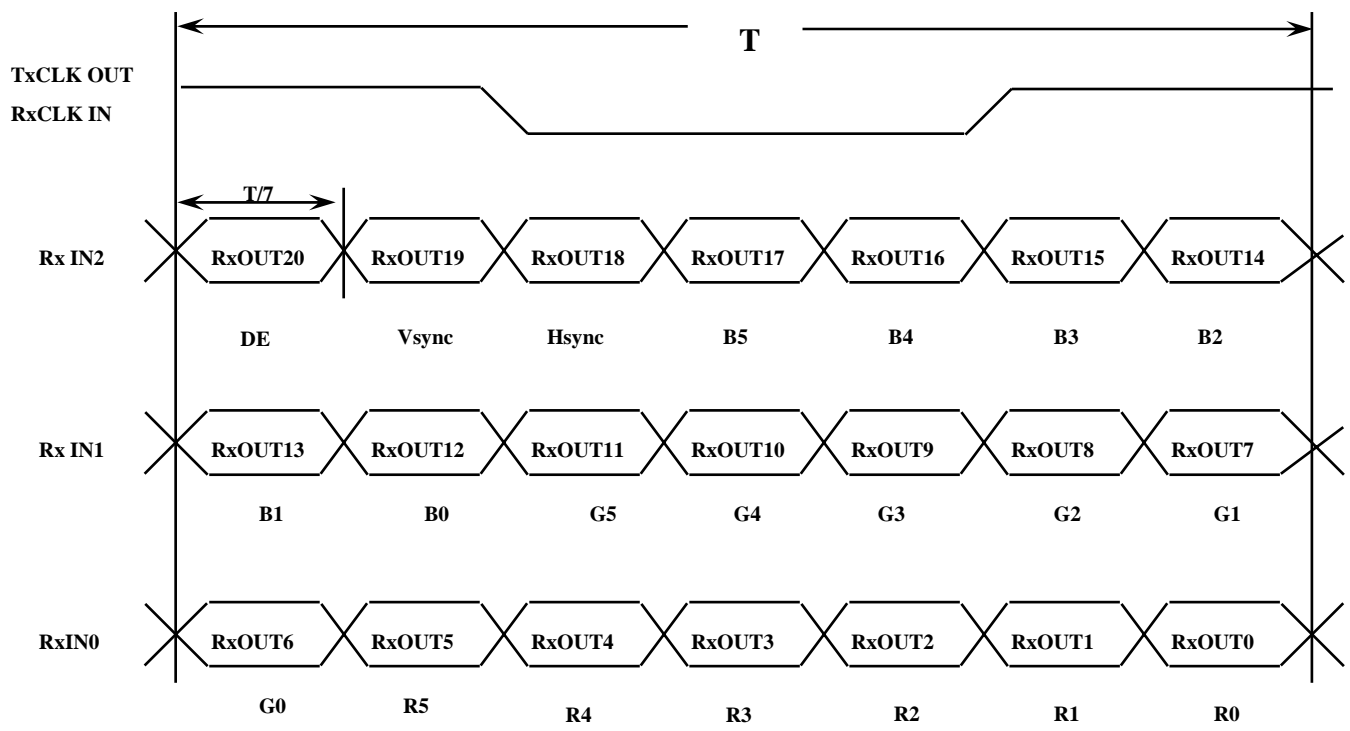 T
TxCLK OUT
RxCLK IN
T/7
Rx IN2
RxOUT20 RxOUT19 RxOUT18 RxOUT17 RxOUT16 RxOUT15 RxOUT14
DE Vsync Hsync B5 B4 B3 B2
Rx IN1
RxOUT13 RxOUT12 RxOUT11 RxOUT10 RxOUT9 RxOUT8 RxOUT7
B1 B0 G5 G4 G3 G2 G1
RxIN0
RxOUT6 RxOUT5 RxOUT4 RxOUT3 RxOUT2 RxOUT1 RxOUT0
G0 R5 R4 R3 R2 R1 R0